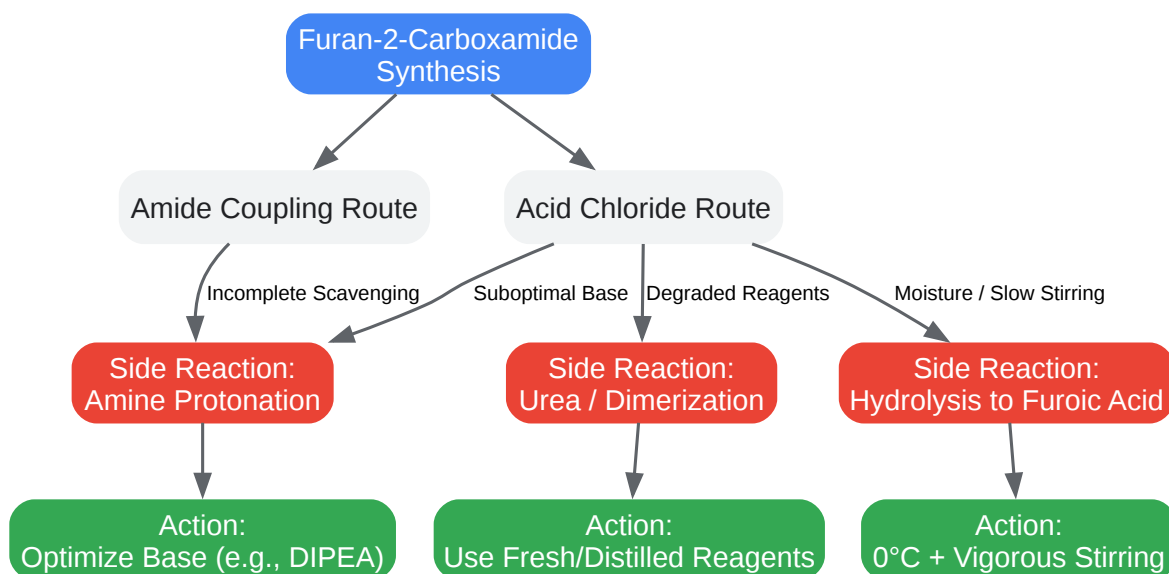 Furan-2-Carboxamide
Synthesis
Amide Coupling Route
Acid Chloride Route
Incomplete Scavenging
Suboptimal Base
Degraded Reagents
Moisture / Slow Stirring
Side Reaction:
Amine Protonation
Side Reaction:
Urea / Dimerization
Side Reaction:
Hydrolysis to Furoic Acid
Action:
Optimize Base (e.g., DIPEA)
Action:
Use Fresh/Distilled Reagents
Action:
0°C + Vigorous Stirring